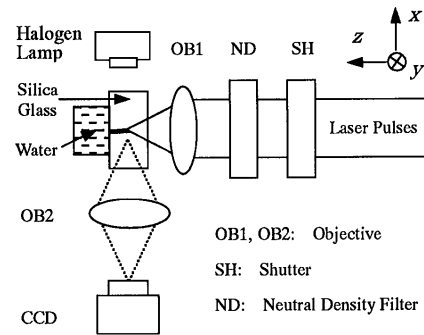 Halogen
Lamp
OB1
ND
SH
x
z
y
Silica
Glass
Water
Laser Pulses
OB2
OB1, OB2: Objective
SH: Shutter
CCD
ND: Neutral Density Filter